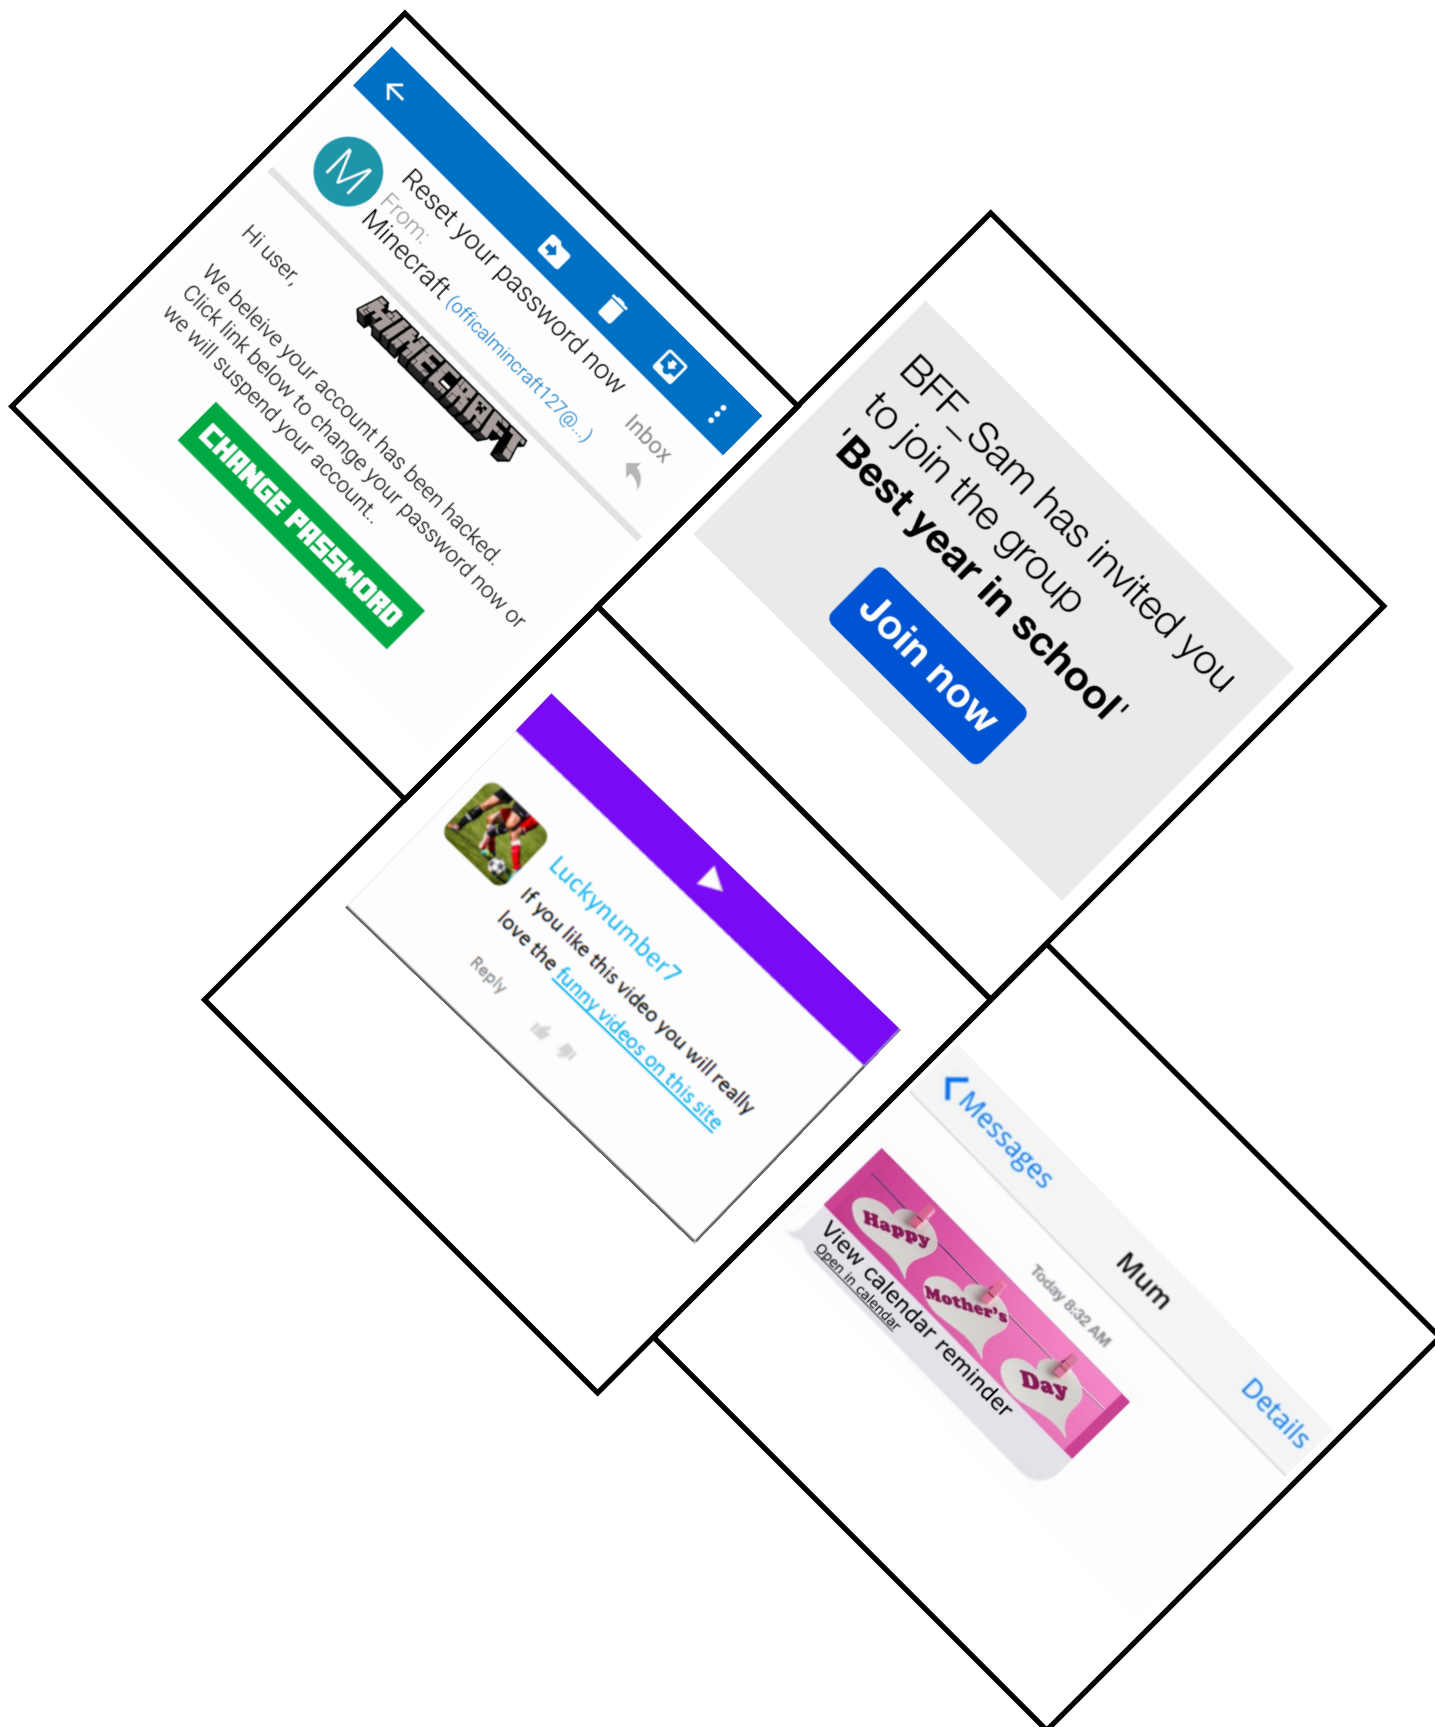 Reset your password now
Inbox
M
From:
Minecraft (officalmincraft127@...)
MINECRAFT
Hi user,
We beleive your account has been hacked.
Click link below to change your password now or
we will suspend your account..
CHANGE PASSWORD
BFF_Sam has invited you
to join the group
'Best year in school'
Join now
Luckynumber7
If you like this video you will really
love the funny videos on this site
Reply
Messages
Mum
Details
Today 8:32 AM
Happy
Mother's
Day
View calendar reminder
Open in calendar